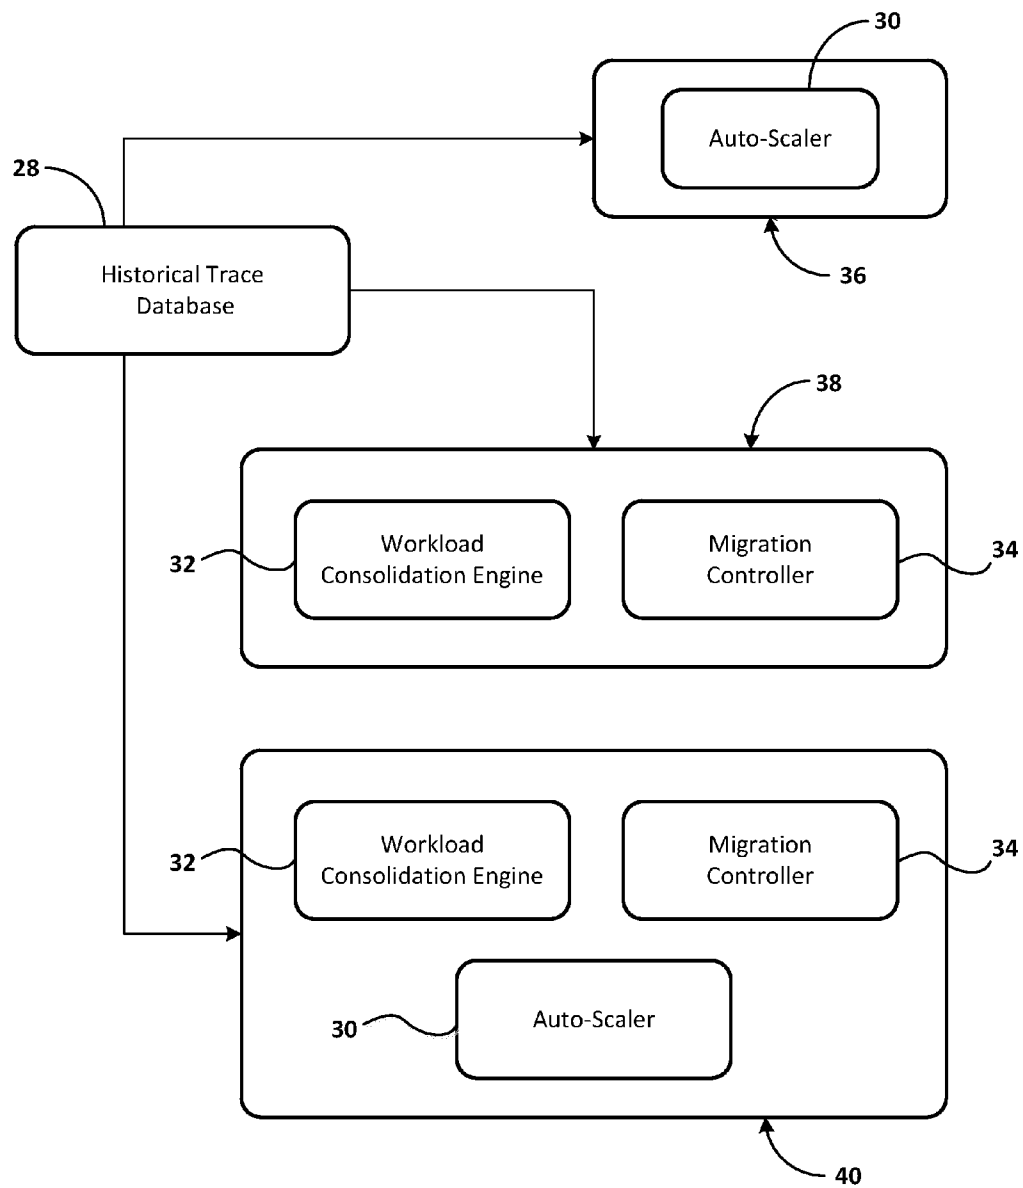 30
Auto-Scaler
28
Historical Trace
Database
36
38
32
Workload
Consolidation Engine
Migration
Controller
34
32
Workload
Consolidation Engine
Migration
Controller
34
30
Auto-Scaler
40